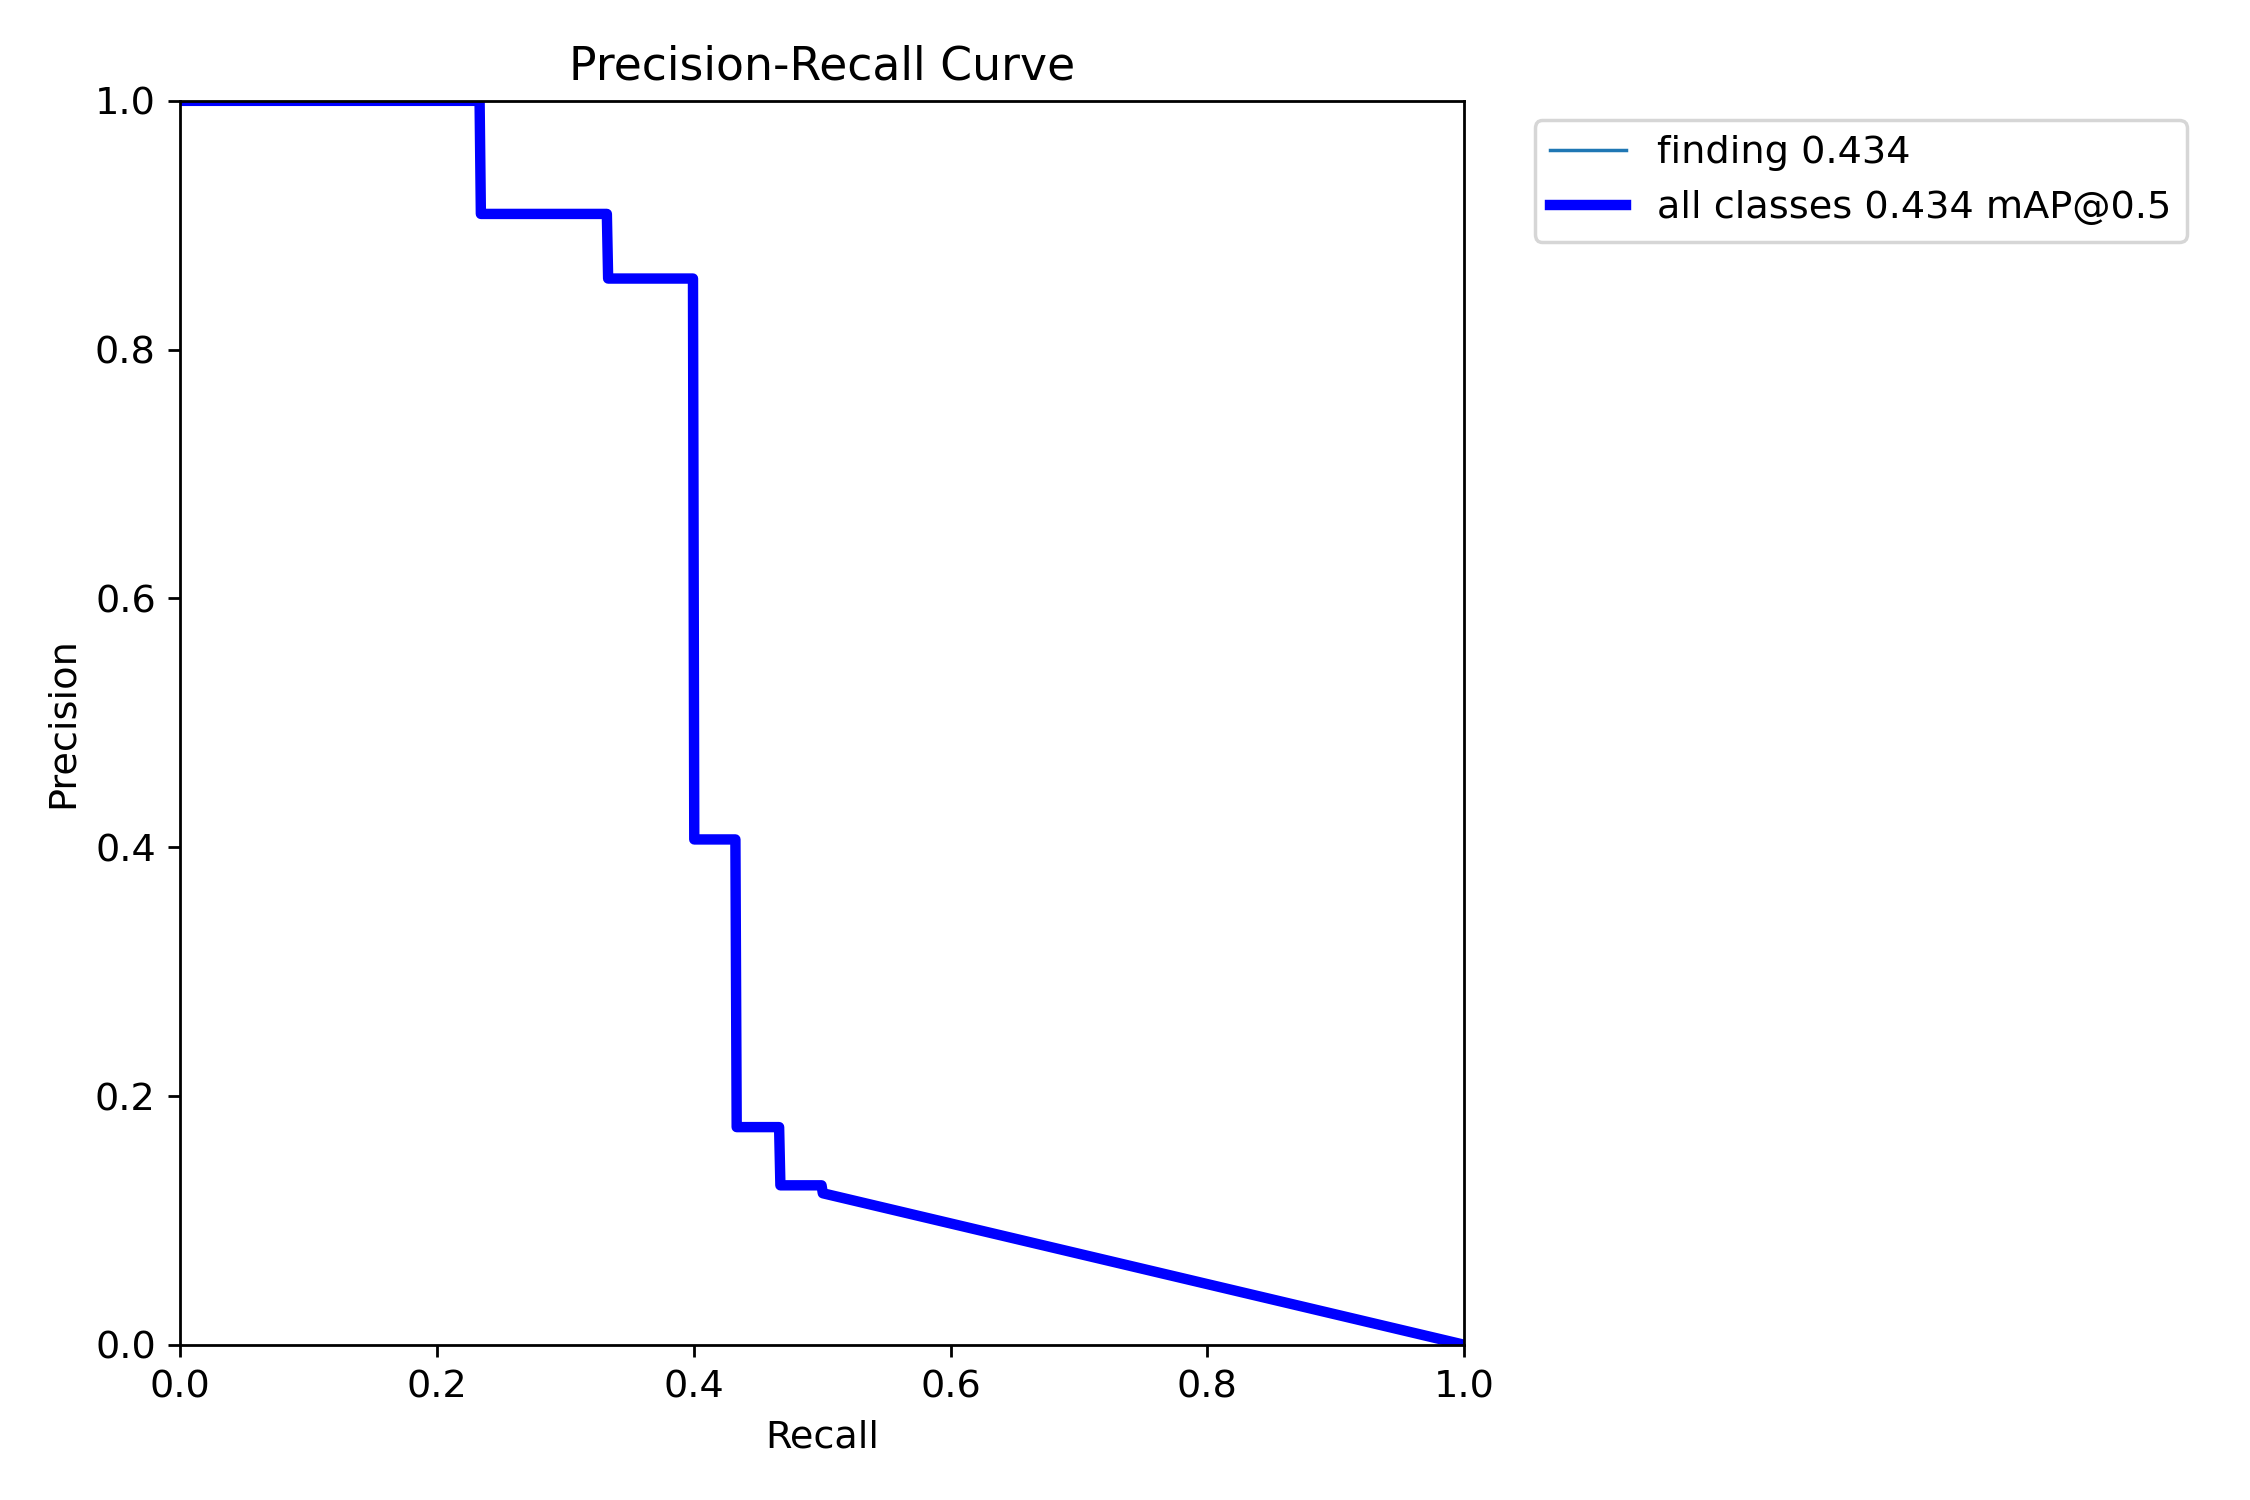 Precision-Recall Curve
1.0
0.8
0.6
0.4
0.2
0.0
Precision
0.0 0.2 0.4 0.6 0.8 1.0
Recall
finding 0.434
all classes 0.434 mAP@0.5